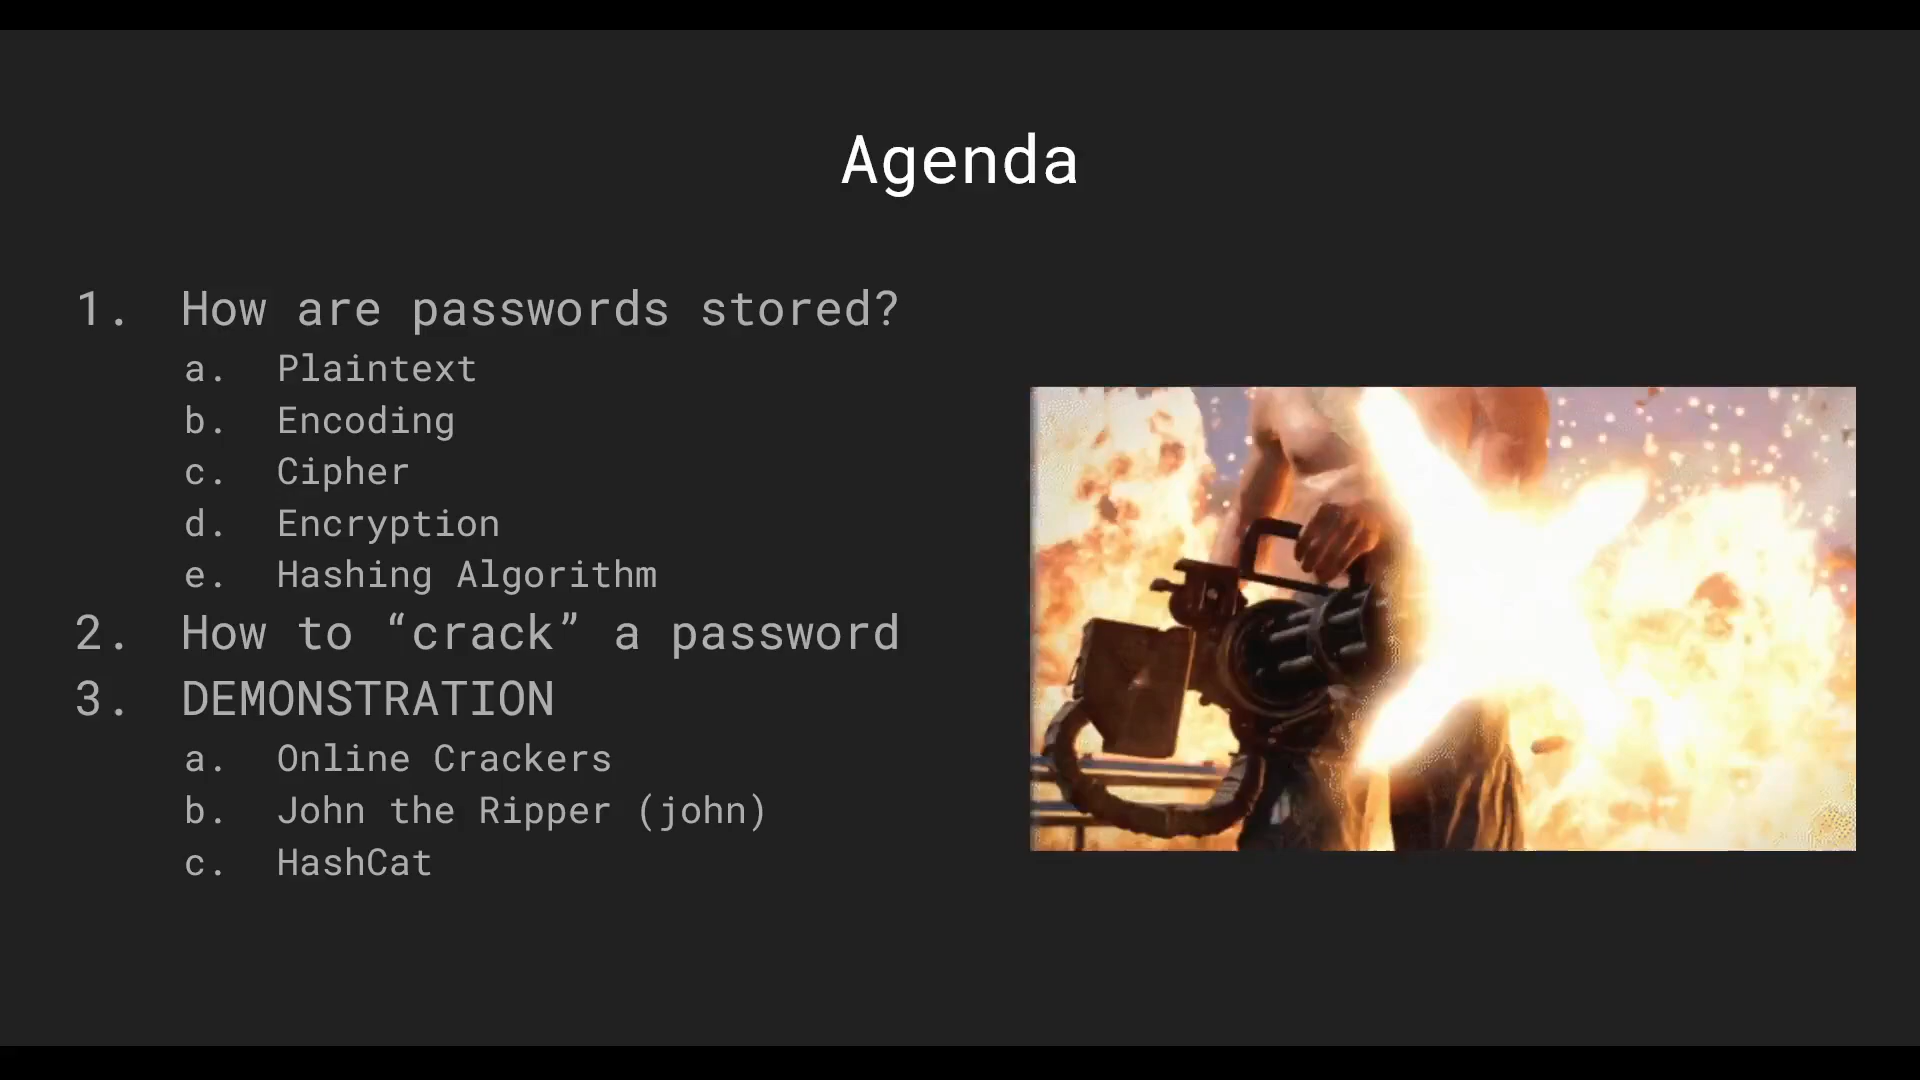 Agenda
1. How are passwords stored?
a. Plaintext
b. Encoding
c. Cipher
d. Encryption
e. Hashing Algorithm
2. How to “crack” a password
3. DEMONSTRATION
a. Online Crackers
b. John the Ripper (john)
c. HashCat